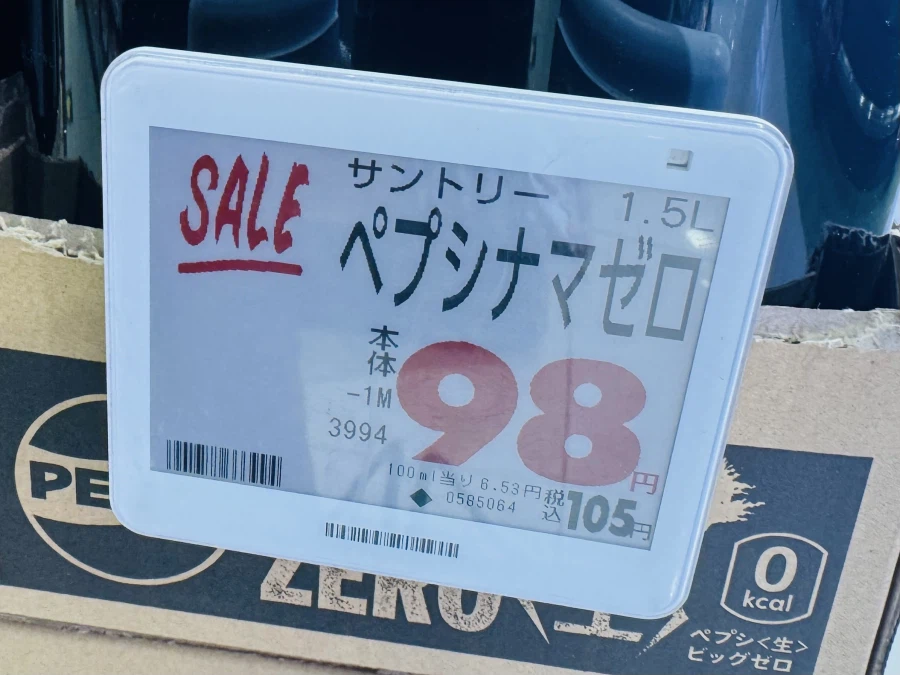 SALE
サントリー
1.5L
ペプシナマゼロ
本体
98円
-1M
3994
100ml当り 6.53円
税込105円
0585064
PE
ZERO
0
kcal
ペプシ<生>
ビッグゼロ